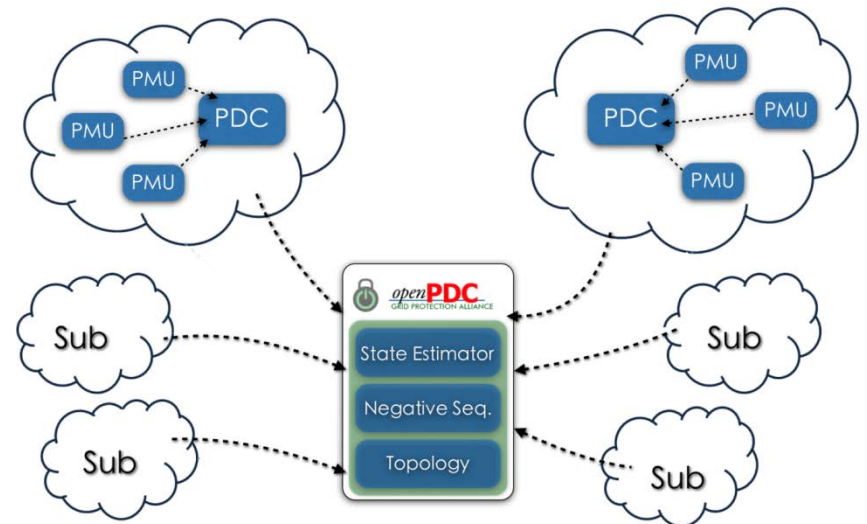 PMU
PMU
PDC
PMU
PMU
PDC
PMU
PMU
openPDC
GRID PROTECTION ALLIANCE
State Estimator
Negative Seq.
Topology
Sub
Sub
Sub
Sub